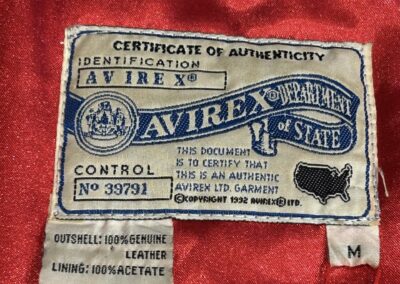 CERTIFICATE OF AUTHENTICITY
IDENTIFICATION
AVIREX®
AVIREX® DEPARTMENT
of STATE
THIS DOCUMENT
IS TO CERTIFY THAT
THIS IS AN AUTHENTIC
AVIREX LTD. GARMENT
©COPYRIGHT 1992 AVIREX®LTD.
CONTROL
Nº 39791
OUTSHELL: 100% GENUINE
LEATHER
LINING: 100% ACETATE
M